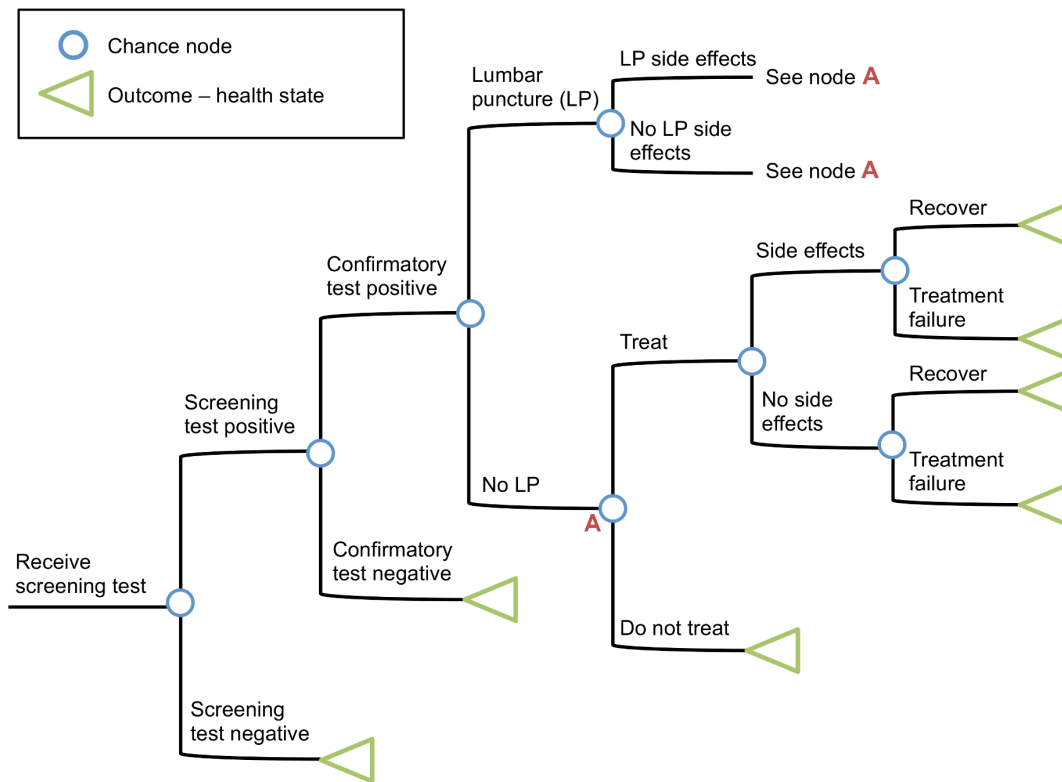 Chance node
Outcome – health state
LP side effects
See node A
Lumbar
puncture (LP)
No LP side
effects
See node A
Recover
Side effects
Confirmatory
test positive
Treatment
failure
Treat
Recover
No side
effects
Screening
test positive
Treatment
failure
No LP
A
Confirmatory
test negative
Receive
screening test
Do not treat
Screening
test negative